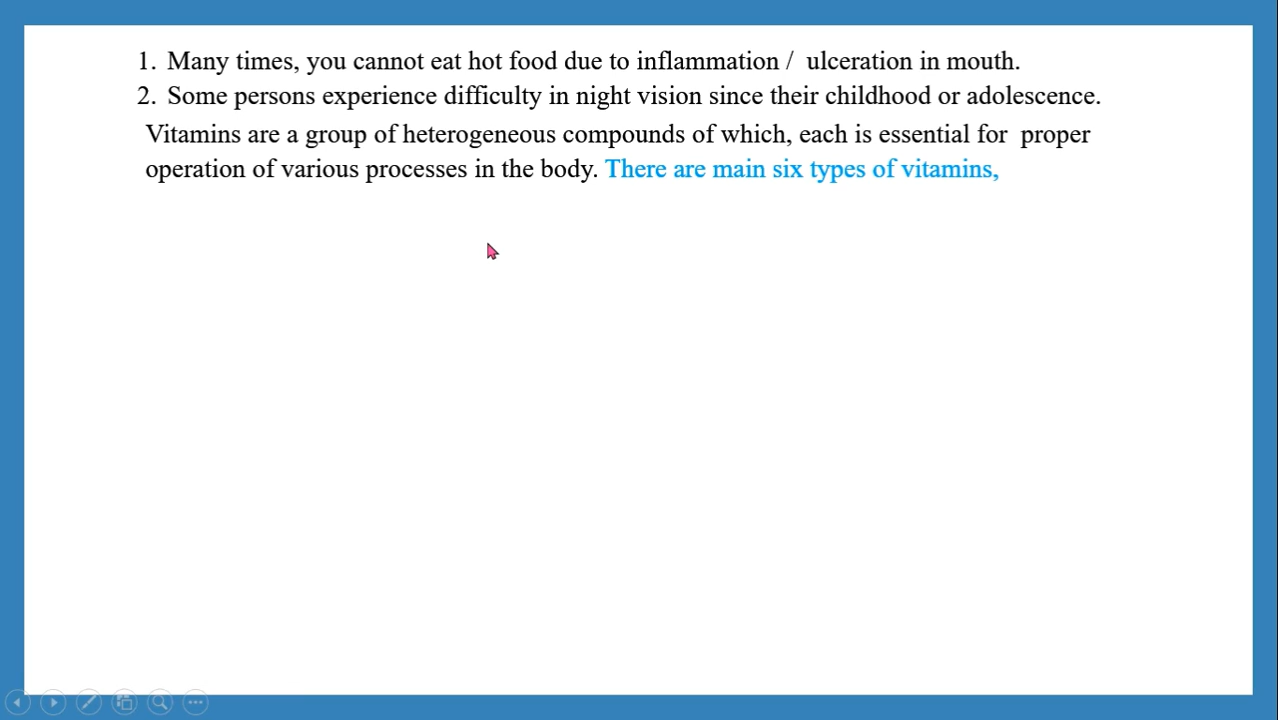 1. Many times, you cannot eat hot food due to inflammation / ulceration in mouth.
2. Some persons experience difficulty in night vision since their childhood or adolescence.
Vitamins are a group of heterogeneous compounds of which, each is essential for proper
operation of various processes in the body. There are main six types of vitamins,